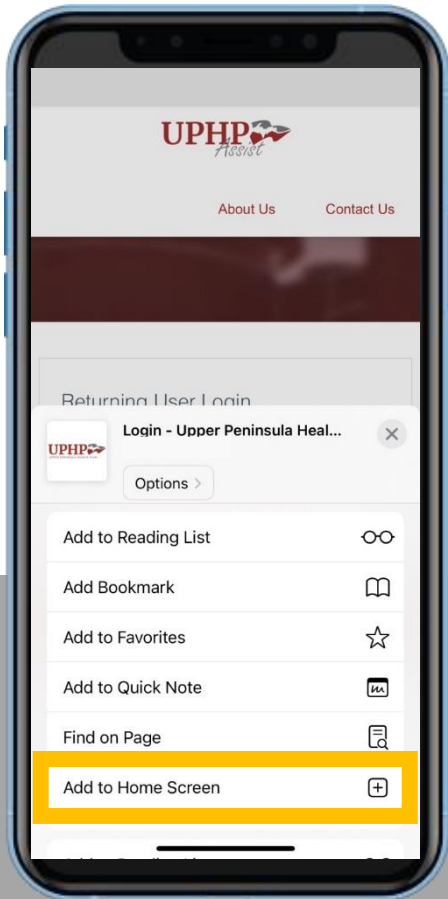 UPHP
Assist
About Us Contact Us
Returning User Login
UPHP
Login - Upper Peninsula Heal...
Options >
Add to Reading List
Add Bookmark
Add to Favorites
Add to Quick Note
Find on Page
Add to Home Screen